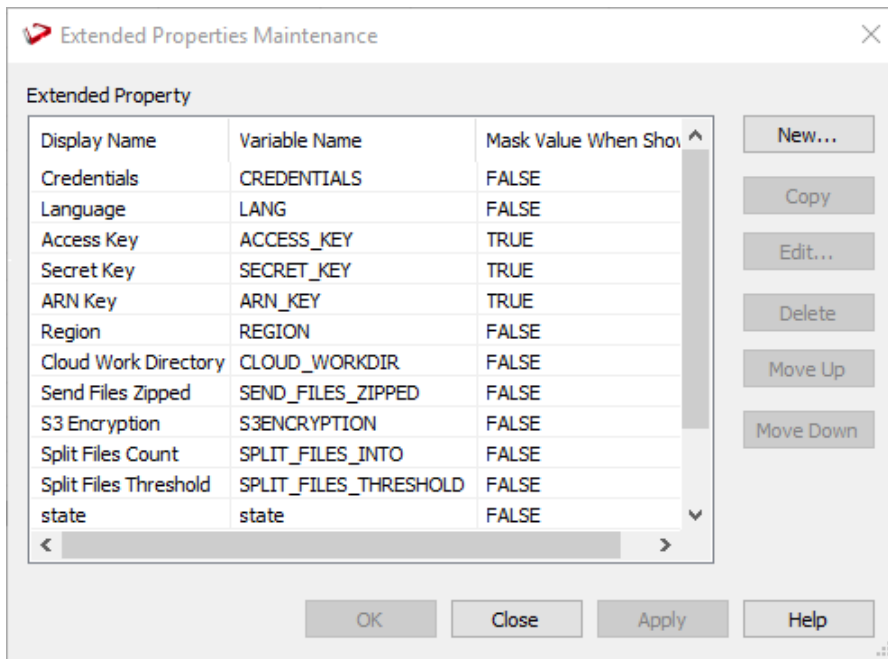 Extended Properties Maintenance
Extended Property
Display Name Variable Name Mask Value When Show
Credentials CREDENTIALS FALSE
Language LANG FALSE
Access Key ACCESS_KEY TRUE
Secret Key SECRET_KEY TRUE
ARN Key ARN_KEY TRUE
Region REGION FALSE
Cloud Work Directory CLOUD_WORKDIR FALSE
Send Files Zipped SEND_FILES_ZIPPED FALSE
S3 Encryption S3ENCRYPTION FALSE
Split Files Count SPLIT_FILES_INTO FALSE
Split Files Threshold SPLIT_FILES_THRESHOLD FALSE
state state FALSE
New...
Copy
Edit...
Delete
Move Up
Move Down
OK Close Apply Help